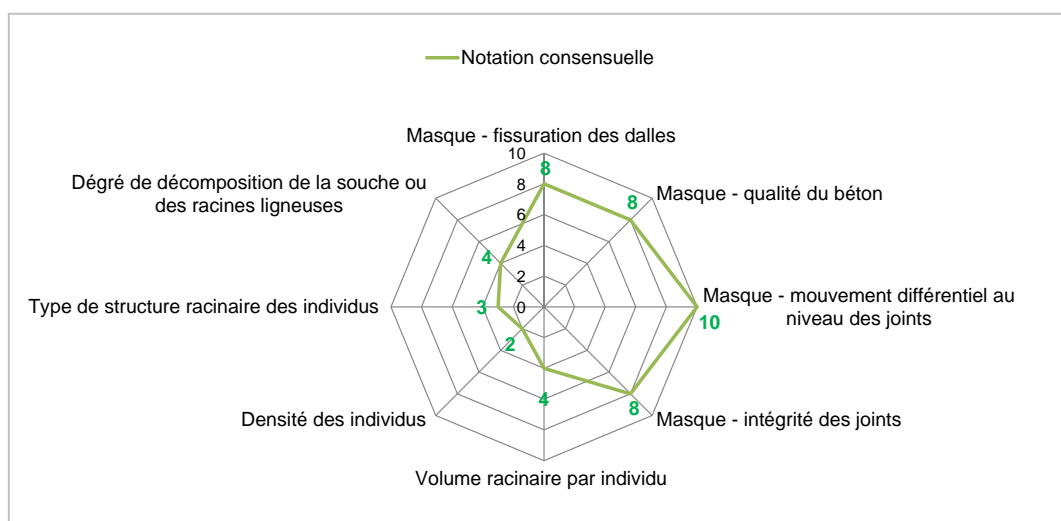 Notation consensuelle
Masque - fissuration des dalles
10
8
8
6
4
2
0
Dégré de décomposition de la souche ou
des racines ligneuses
8
Masque - qualité du béton
4
Type de structure racinaire des individus
3
Masque - mouvement différentiel au
niveau des joints
10
2
Densité des individus
4
8
Masque - intégrité des joints
Volume racinaire par individu